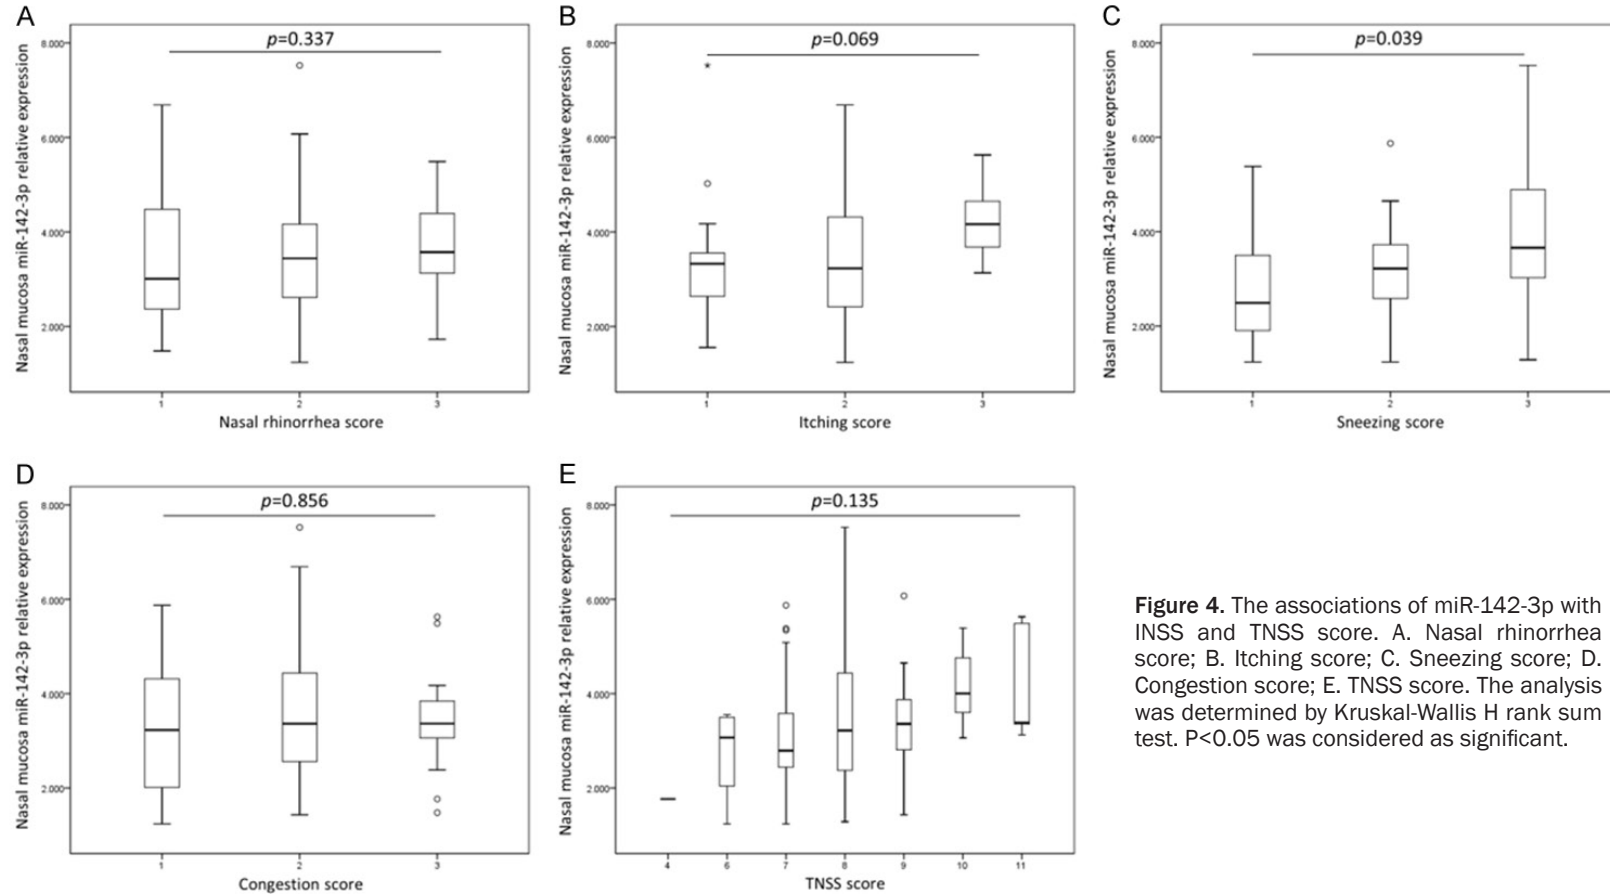 A
p=0.337
Nasal mucosa miR-142-3p relative expression
8.000
6.000
4.000
2.000
1 2 3
Nasal rhinorrhea score
B
p=0.069
Nasal mucosa miR-142-3p relative expression
8.000
6.000
4.000
2.000
*
1 2 3
Itching score
C
p=0.039
Nasal mucosa miR-142-3p relative expression
8.000
6.000
4.000
2.000
1 2 3
Sneezing score
D
p=0.856
Nasal mucosa miR-142-3p relative expression
8.000
6.000
4.000
2.000
1 2 3
Congestion score
E
p=0.135
Nasal mucosa miR-142-3p relative expression
8.000
6.000
4.000
2.000
4 6 7 8 9 10 11
TNSS score
Figure 4. The associations of miR-142-3p with
INSS and TNSS score. A. Nasal rhinorrhea
score; B. Itching score; C. Sneezing score; D.
Congestion score; E. TNSS score. The analysis
was determined by Kruskal-Wallis H rank sum
test. P<0.05 was considered as significant.